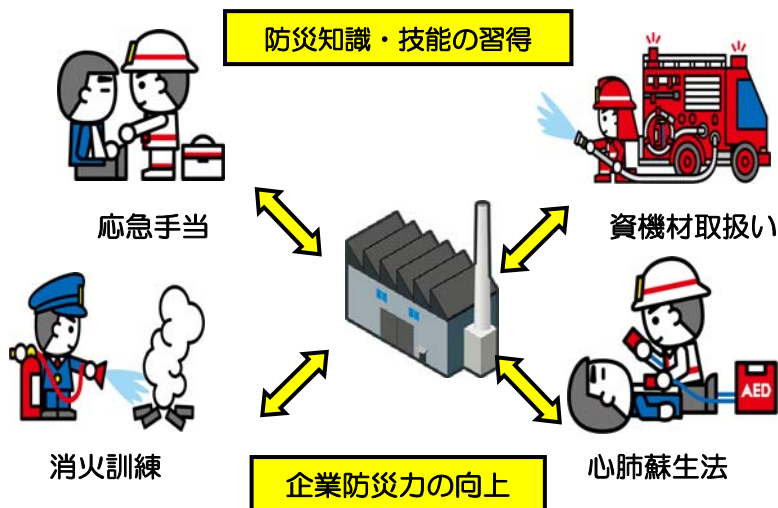 防災知識・技能の習得
応急手当
資機材取扱い
消火訓練
AED
心肺蘇生法
企業防災力の向上